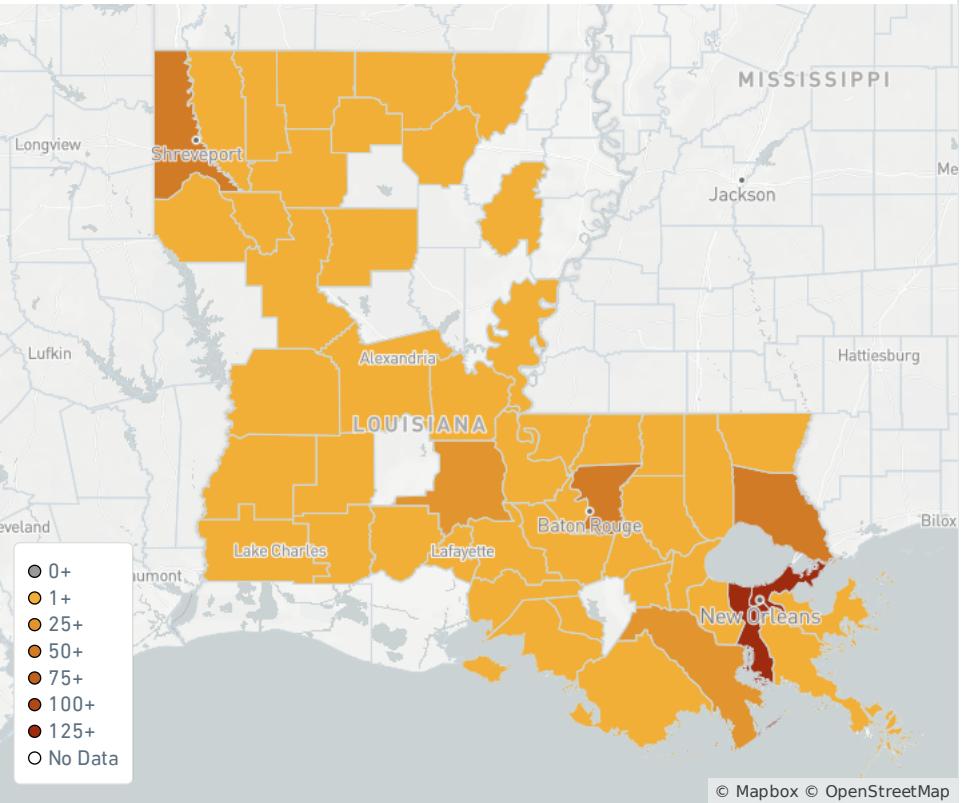 MISSISSIPPI
Longview
Shreveport
Me
Jackson
Lufkin
Alexandria
Hattiesburg
LOUISIANA
eveland
Baton Rouge
Bilox
Lake Charles
Lafayette
aumont
New Orleans
0+
1+
25+
50+
75+
100+
125+
No Data
© Mapbox © OpenStreetMap